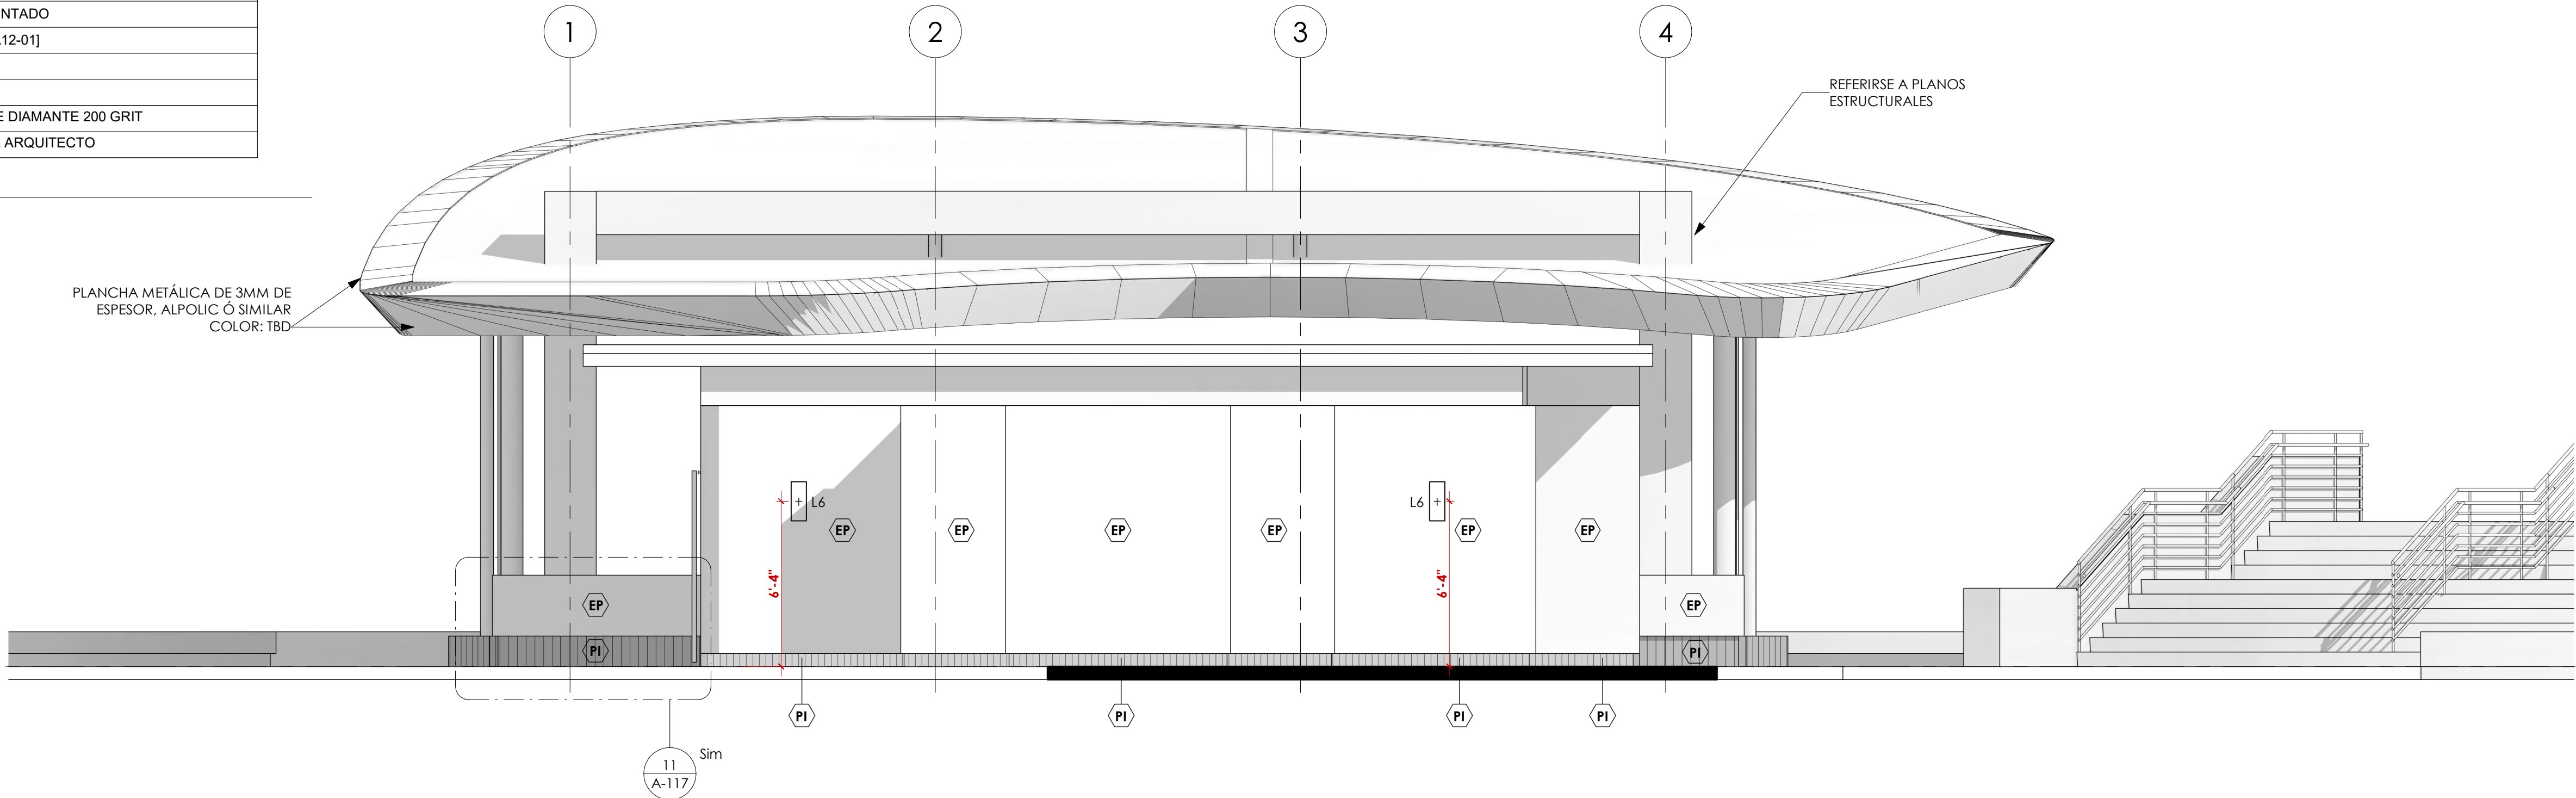 NTADO
12-01]
E DIAMANTE 200 GRIT
ARQUITECTO
1
2
3
4
REFERIRSE A PLANOS
ESTRUCTURALES
PLANCHA METÁLICA DE 3MM DE
ESPESOR, ALPOLIC Ó SIMILAR
COLOR: TBD
L6
L6
EP
EP
EP
EP
EP
EP
6'-4"
6'-4"
EP
EP
PI
PI
PI
PI
PI
PI
Sim
11
A-117